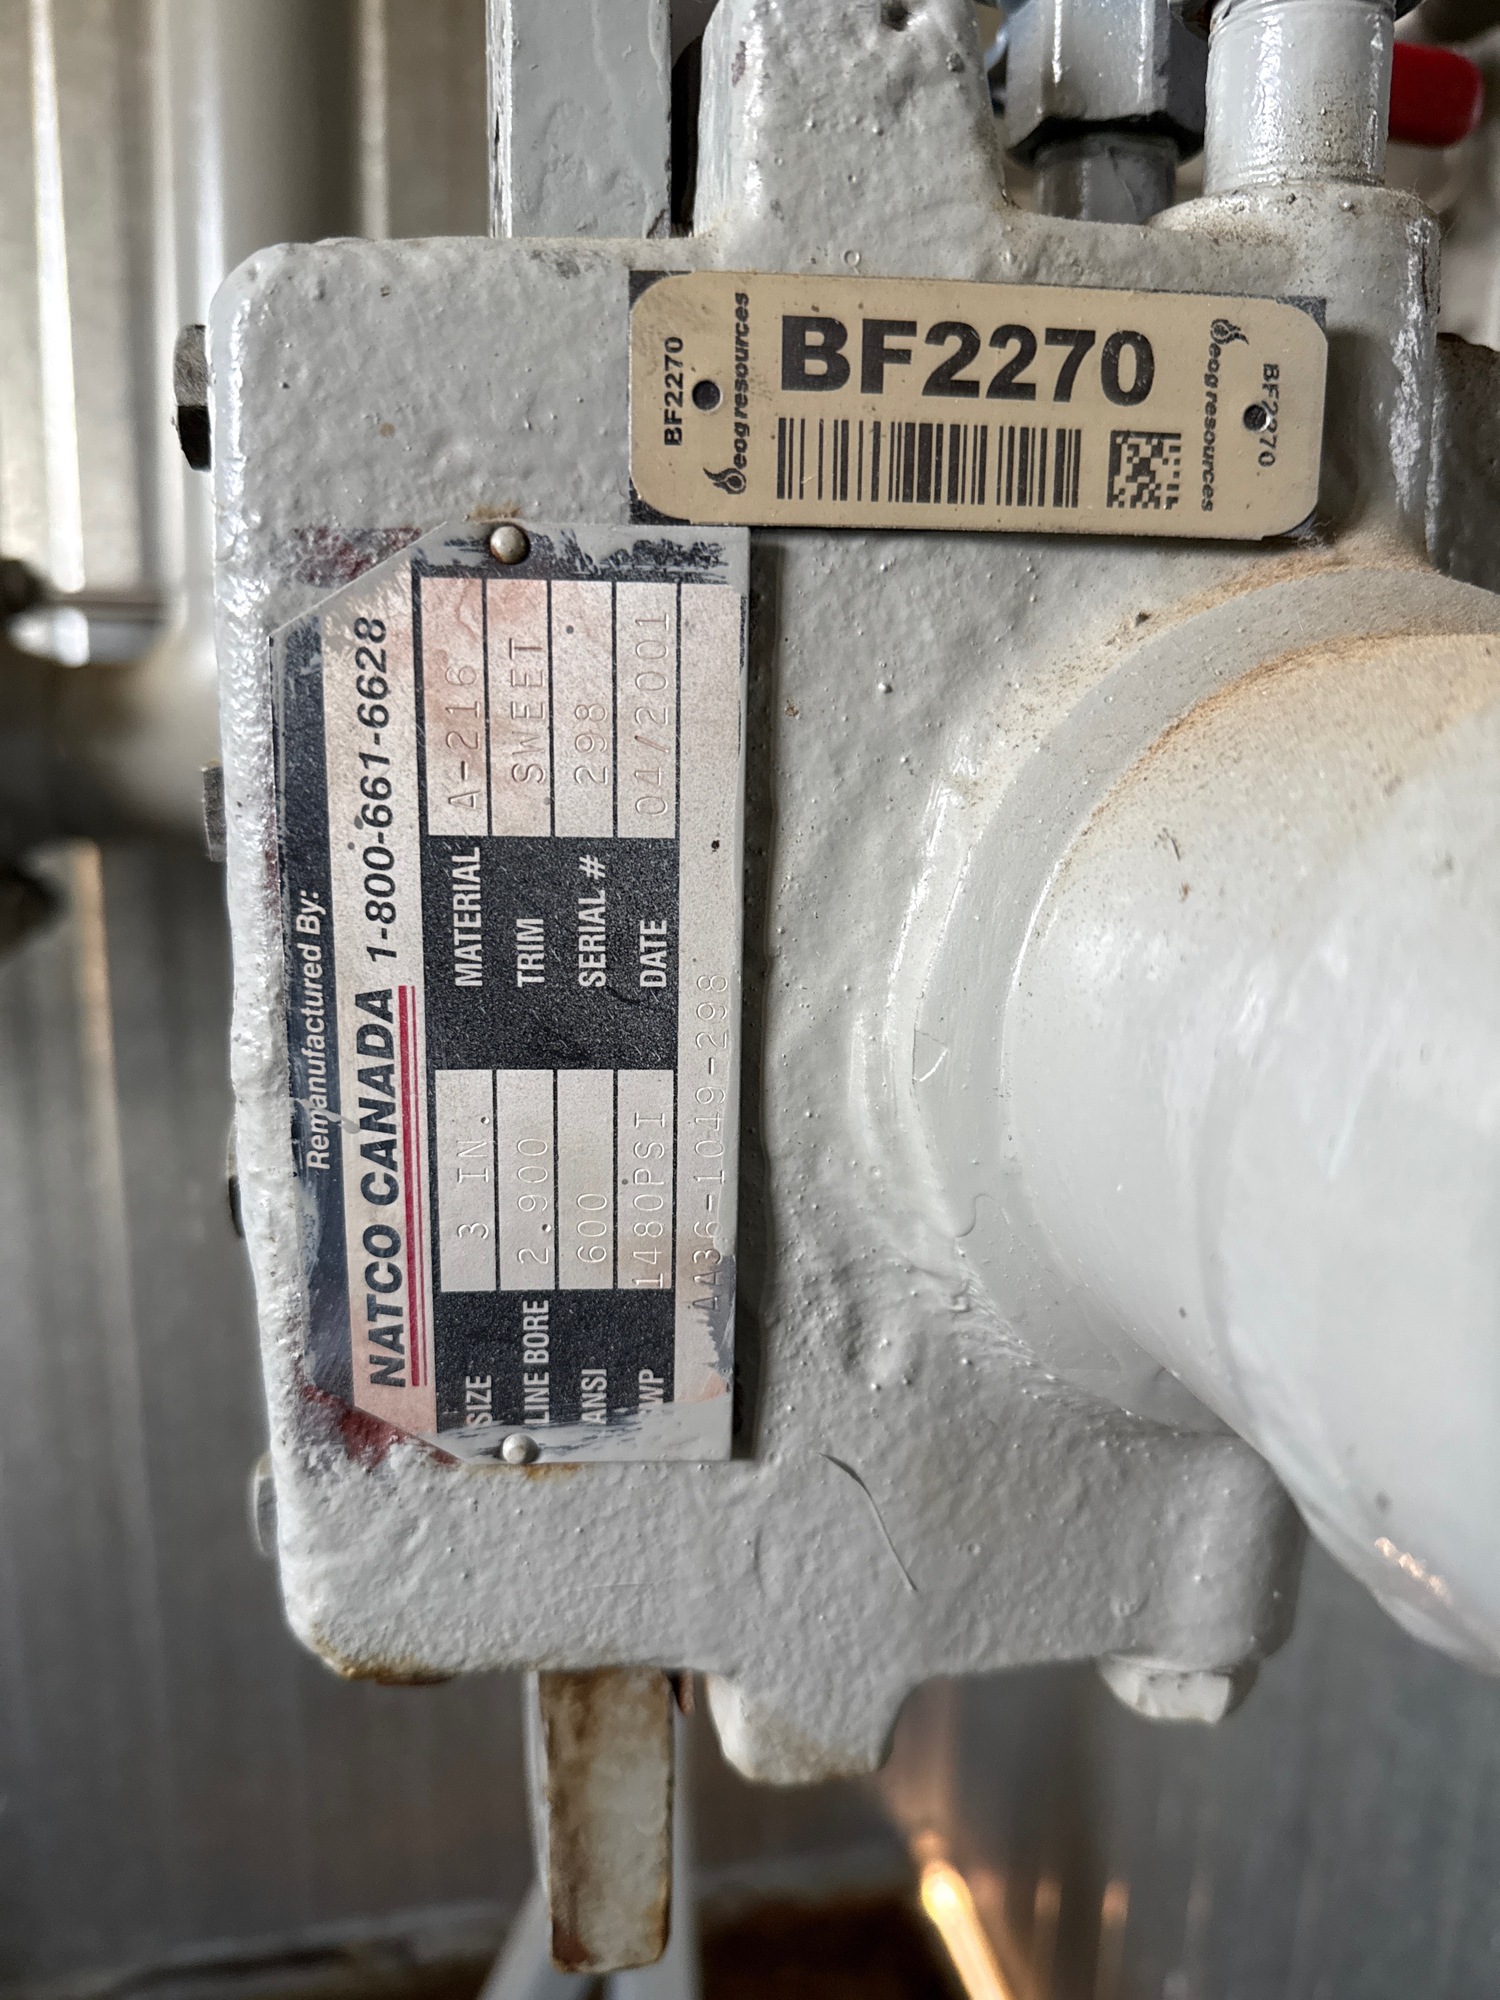 BF2270
eog resources
BF2270
eog resources
BF2270
Remanufactured By:
NATCO CANADA 1-800-661-6628
SIZE 3 IN. MATERIAL A-216
LINE BORE 2.900 TRIM SWEET
ANSI 600 SERIAL # 298
WP 1480PSI DATE 04/2001
AA36-1049-298